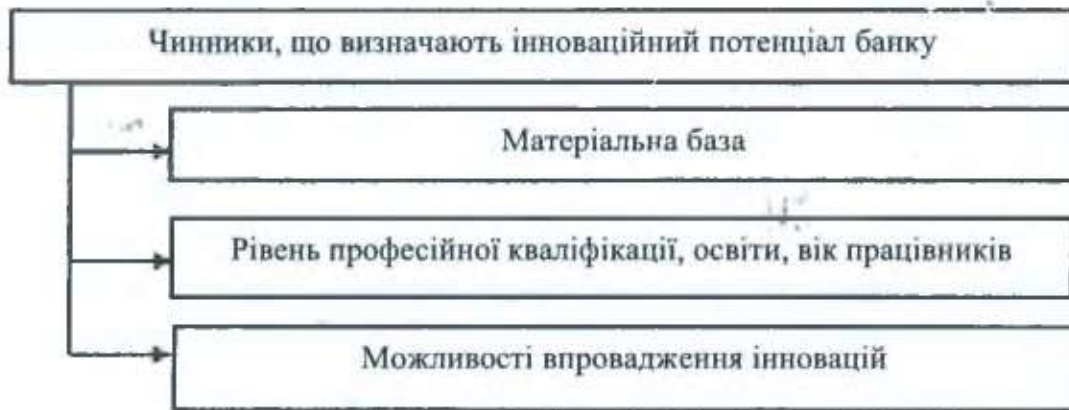 Чинники, що визначають інноваційний потенціал банку
Матеріальна база
Рівень професійної кваліфікації, освіти, вік працівників
Можливості впровадження інновацій